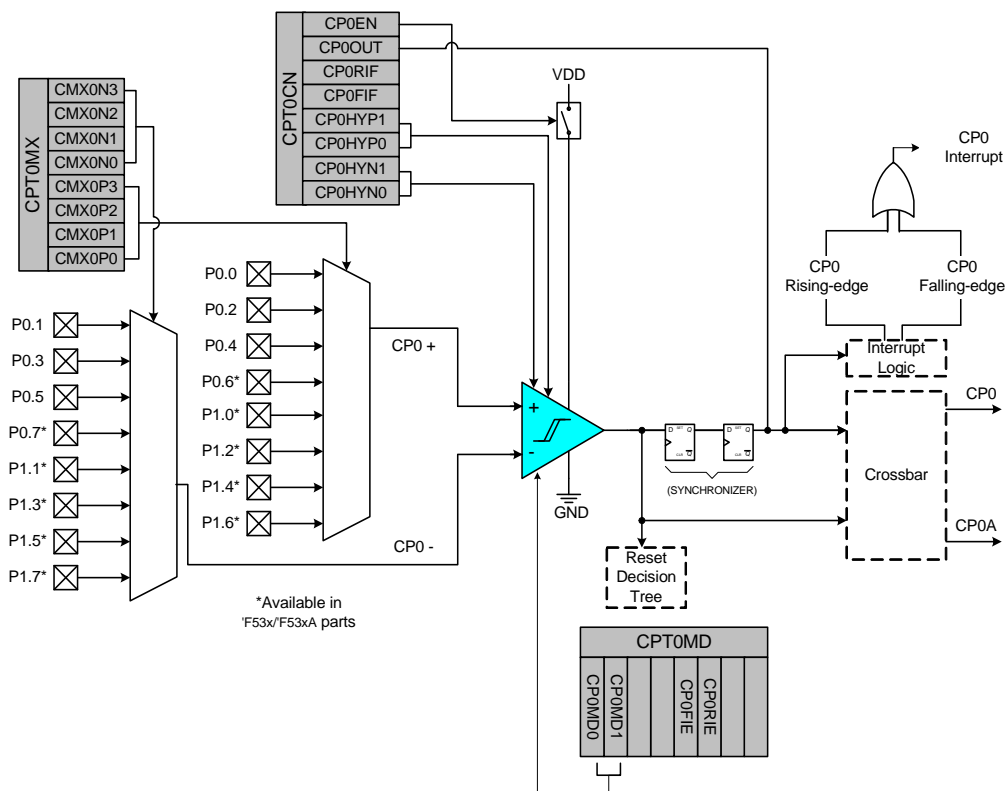 CPT0CN
CP0EN
CP0OUT
CP0RIF
CP0FIF
CP0HYP1
CP0HYP0
CP0HYN1
CP0HYN0
VDD
CPT0MX
CMX0N3
CMX0N2
CMX0N1
CMX0N0
CMX0P3
CMX0P2
CMX0P1
CMX0P0
CP0
Interrupt
CP0
Rising-edge
CP0
Falling-edge
Interrupt
Logic
P0.0
P0.2
P0.4
P0.6*
P1.0*
P1.2*
P1.4*
P1.6*
P0.1
P0.3
P0.5
P0.7*
P1.1*
P1.3*
P1.5*
P1.7*
CP0 +
CP0 -
+
-
GND
D SET Q
CLR Q
D SET Q
CLR Q
(SYNCHRONIZER)
Crossbar
CP0
CP0A
Reset
Decision
Tree
*Available in
'F53x/'F53xA parts
CPT0MD
CP0MD0
CP0MD1
CP0FIE
CP0RIE